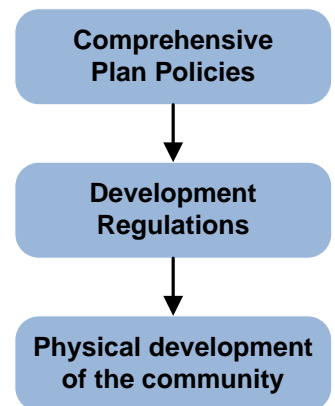 Comprehensive
Plan Policies
Development
Regulations
Physical development
of the community